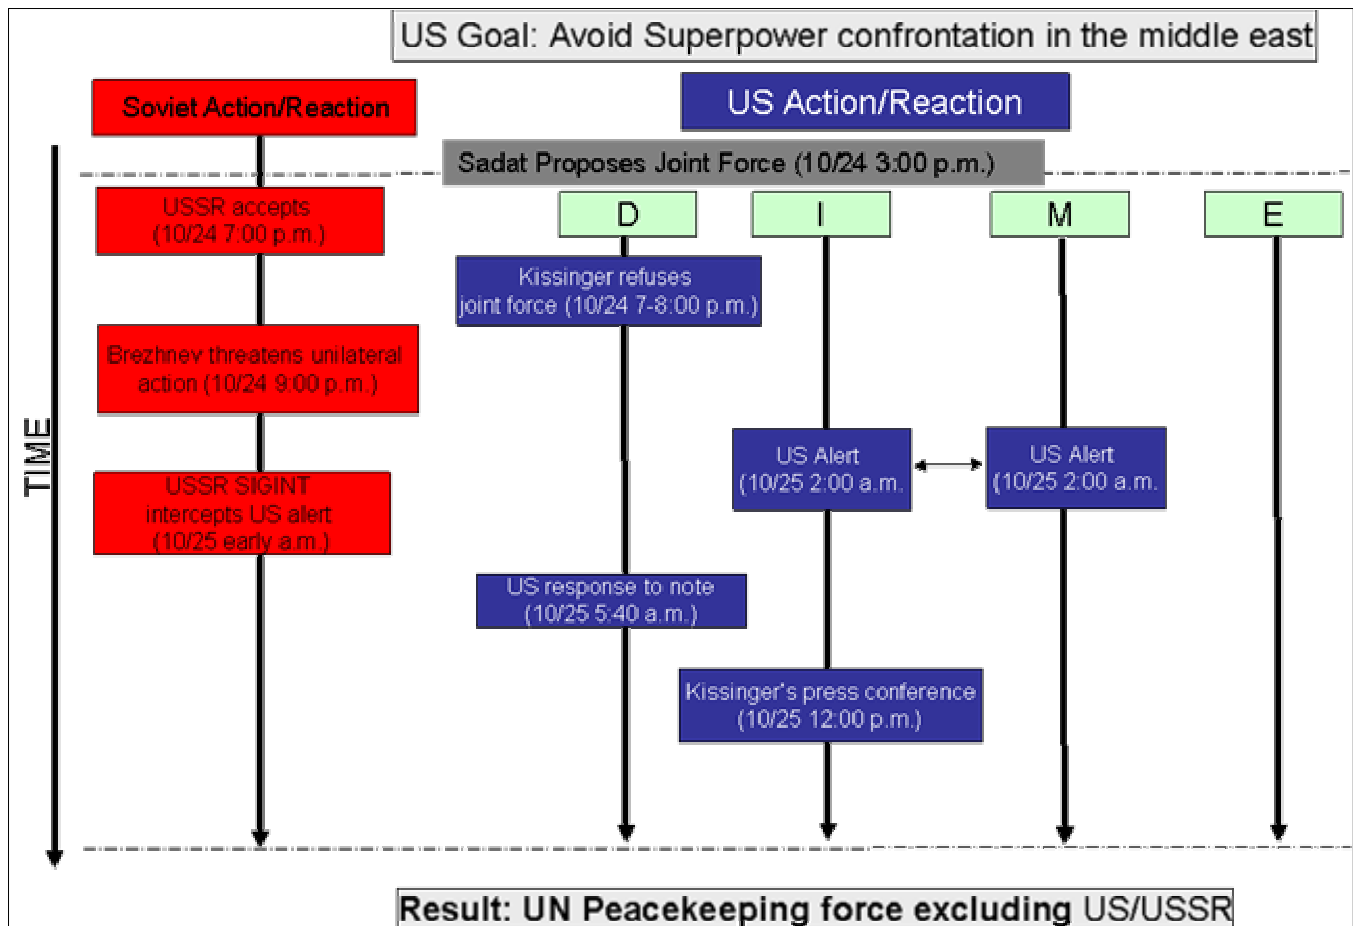 US Goal: Avoid Superpower confrontation in the middle east
Soviet Action/Reaction
US Action/Reaction
Sadat Proposes Joint Force (10/24 3:00 p.m.)
USSR accepts
(10/24 7:00 p.m.)
D
I
M
E
Kissinger refuses
joint force (10/24 7-8:00 p.m.)
Brezhnev threatens unilateral
action (10/24 9:00 p.m.)
TIME
US Alert
(10/25 2:00 a.m.
US Alert
(10/25 2:00 a.m.
USSR SIGINT
intercepts US alert
(10/25 early a.m.)
US response to note
(10/25 5:40 a.m.)
Kissinger's press conference
(10/25 12:00 p.m.)
Result: UN Peacekeeping force excluding US/USSR